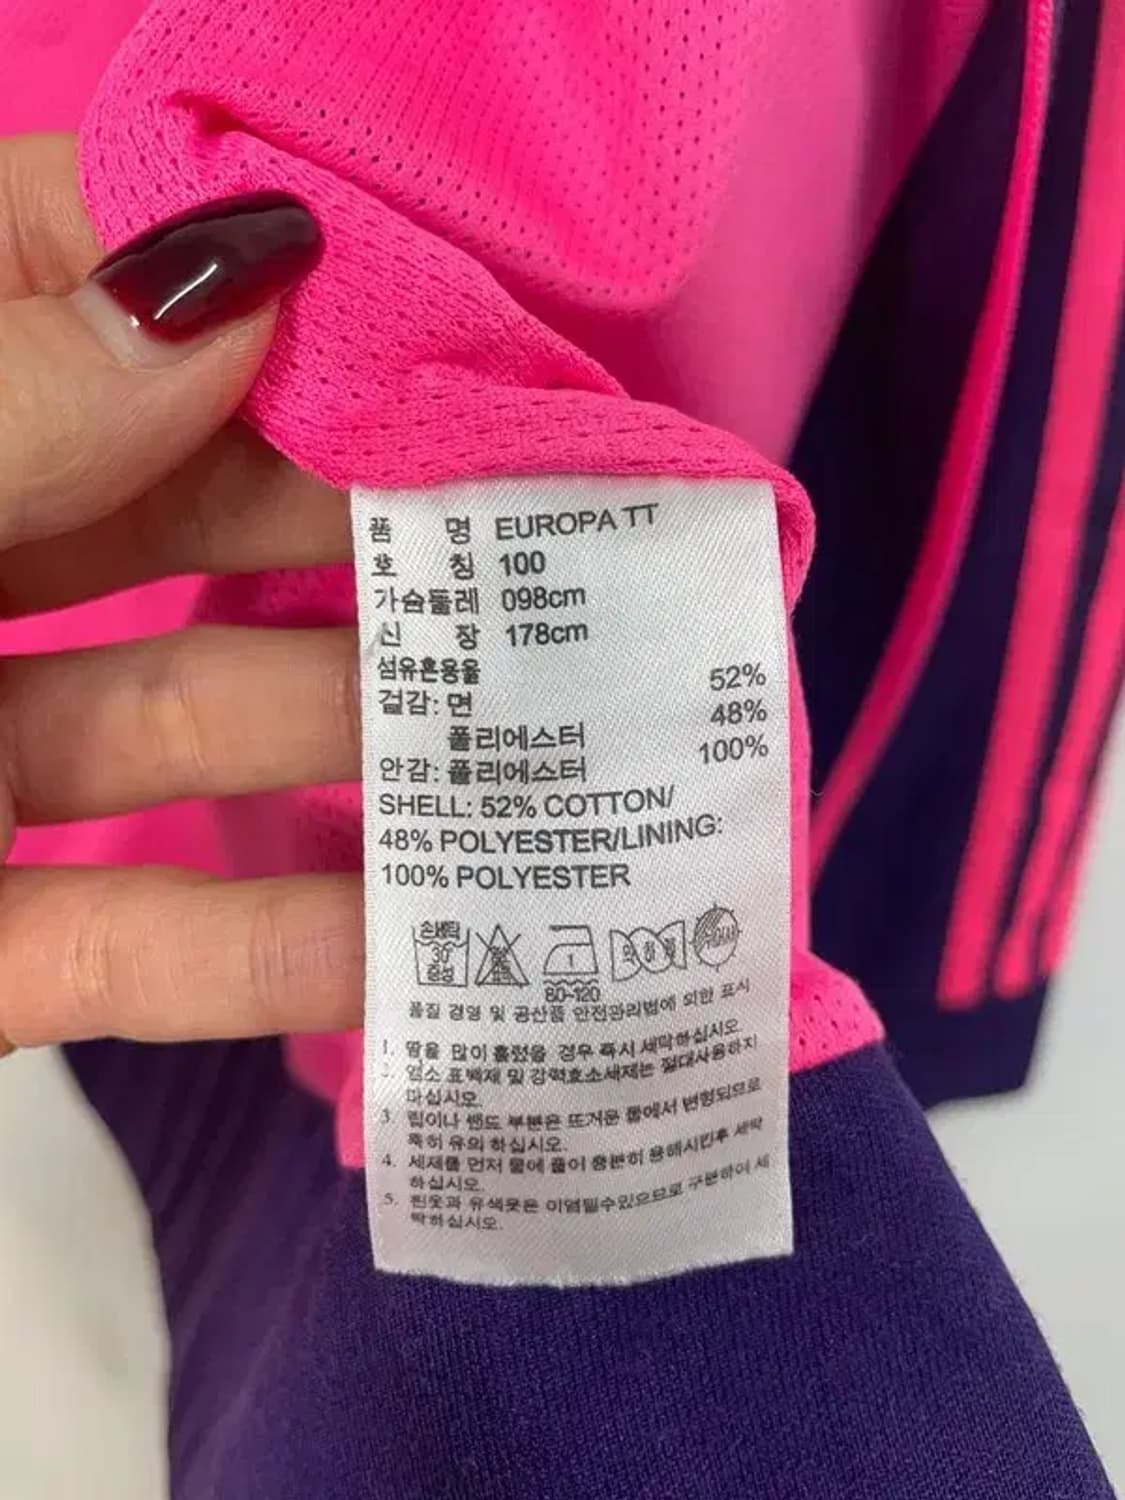 품 명 EUROPA TT
호 칭 100
가슴둘레 098cm
신 장 178cm
섬유혼용율
겉감: 면 52%
폴리에스터 48%
안감: 폴리에스터 100%
SHELL: 52% COTTON/
48% POLYESTER/LINING:
100% POLYESTER
손세탁
30°
중성
1
80~120
약하게
품질 경영 및 공산품 안전관리법에 의한 표시
1. 땀을 많이 흘렸을 경우 즉시 세탁하십시오.
2. 염소 표백재 및 강력효소세제는 절대사용하지
마십시오.
3. 립이나 밴드 부분은 뜨거운 물에서 변형되므로
특히 유의 하십시오.
4. 세제를 먼저 물에 풀어 충분히 용해시킨후 세탁
하십시오.
5. 흰옷과 유색옷은 이염될수있으므로 구분하여 세
탁하십시오.